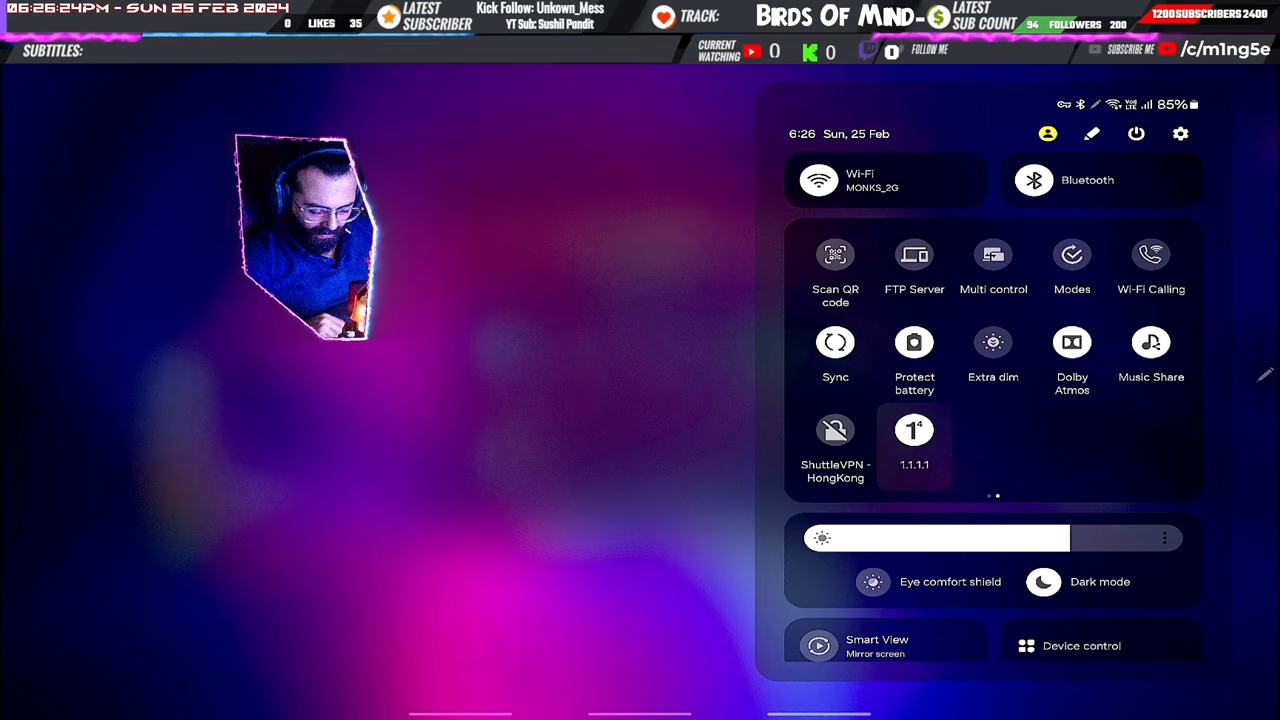 06:26:24PM - SUN 25 FEB 2024
0 LIKES 35
LATEST
SUBSCRIBER
Kick Follow: Unkown_Mess
YT Sub: Sushil Pandit
TRACK:
BIRDS OF MIND-
LATEST
SUB COUNT
1200 SUBSCRIBERS 2400
94 FOLLOWERS 200
SUBTITLES:
CURRENT
WATCHING
0
K 0
0
FOLLOW ME
SUBSCRIBE ME
/c/m1ng5e
85%
6:26 Sun, 25 Feb
Wi-Fi
MONKS_2G
Bluetooth
Scan QR
code
FTP Server
Multi control
Modes
Wi-Fi Calling
Sync
Protect
battery
Extra dim
Dolby
Atmos
Music Share
ShuttleVPN -
HongKong
1⁴
1.1.1.1
Eye comfort shield
Dark mode
Smart View
Mirror screen
Device control